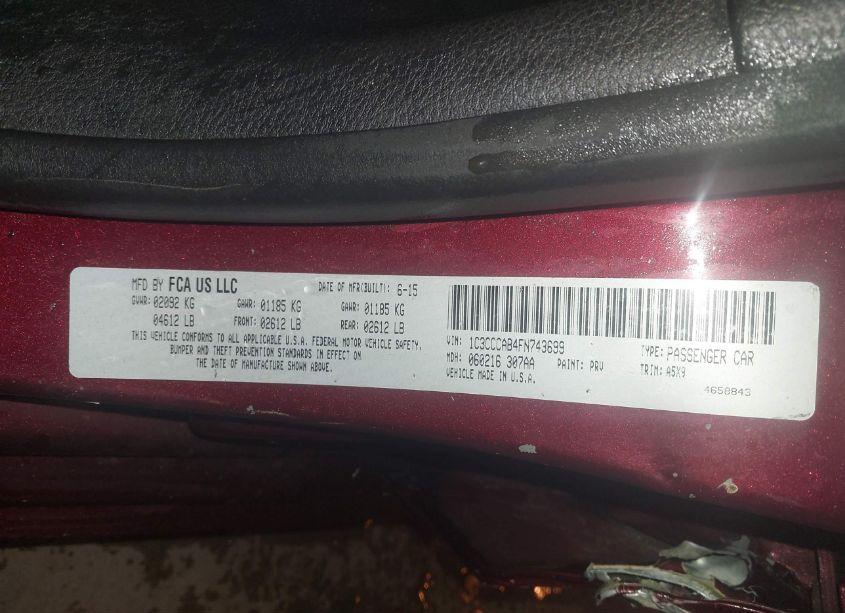 MFD BY FCA US LLC DATE OF MFR(BUILT): 6-15
GVWR: 02092 KG GAWR: 01185 KG GAWR: 01185 KG
04612 LB FRONT: 02612 LB REAR: 02612 LB
THIS VEHICLE CONFORMS TO ALL APPLICABLE U.S.A. FEDERAL MOTOR VEHICLE SAFETY,
BUMPER AND THEFT PREVENTION STANDARDS IN EFFECT ON
THE DATE OF MANUFACTURE SHOWN ABOVE.
VIN: 1C3CCCAB4FN743699 TYPE: PASSENGER CAR
MDH: 060216 307AA PAINT: PRV TRIM: A5X9
VEHICLE MADE IN U.S.A.
4658843